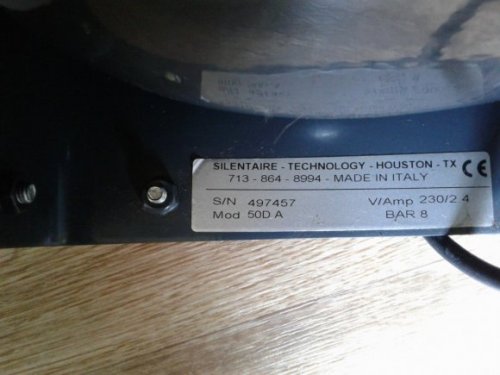 SILENTAIRE - TECHNOLOGY - HOUSTON - TX
713 - 864 - 8994 - MADE IN ITALY
CE
S/N 497457 V/Amp 230/2 4
Mod 50D A BAR 8